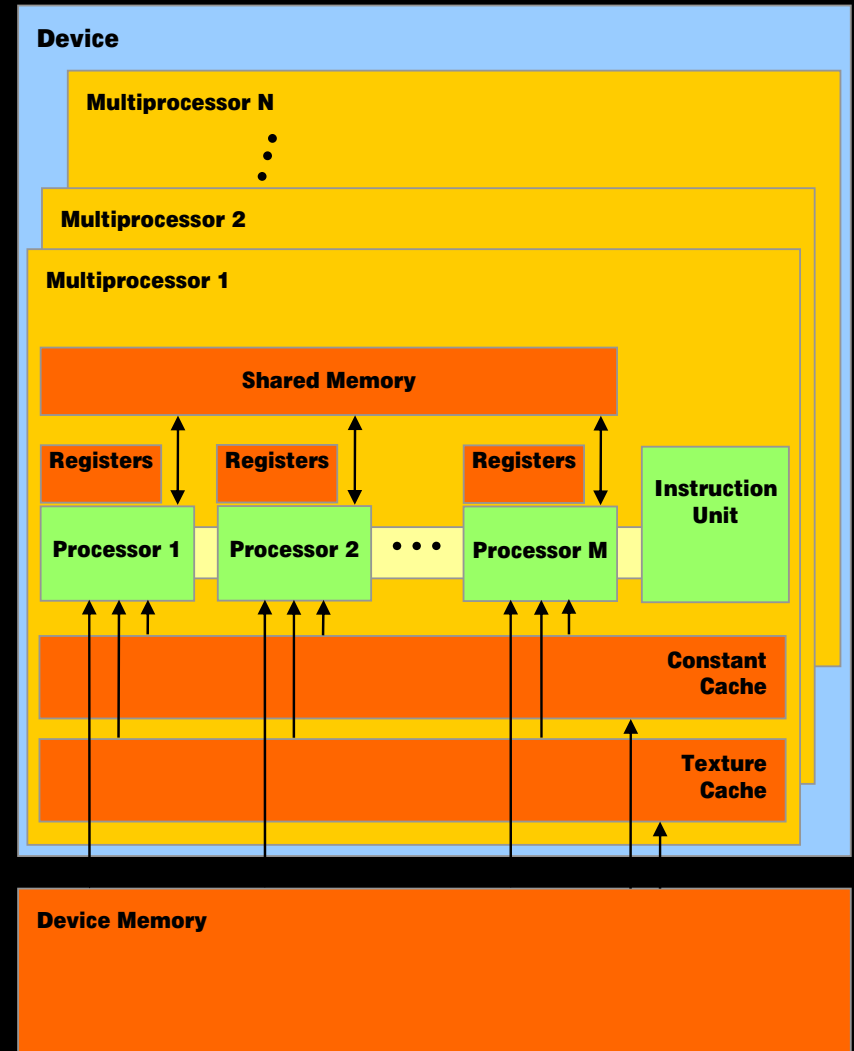 Device
Multiprocessor N
Multiprocessor 2
Multiprocessor 1
Shared Memory
Registers
Registers
Registers
Instruction
Unit
Processor 1
Processor 2
• • •
Processor M
Constant
Cache
Texture
Cache
Device Memory